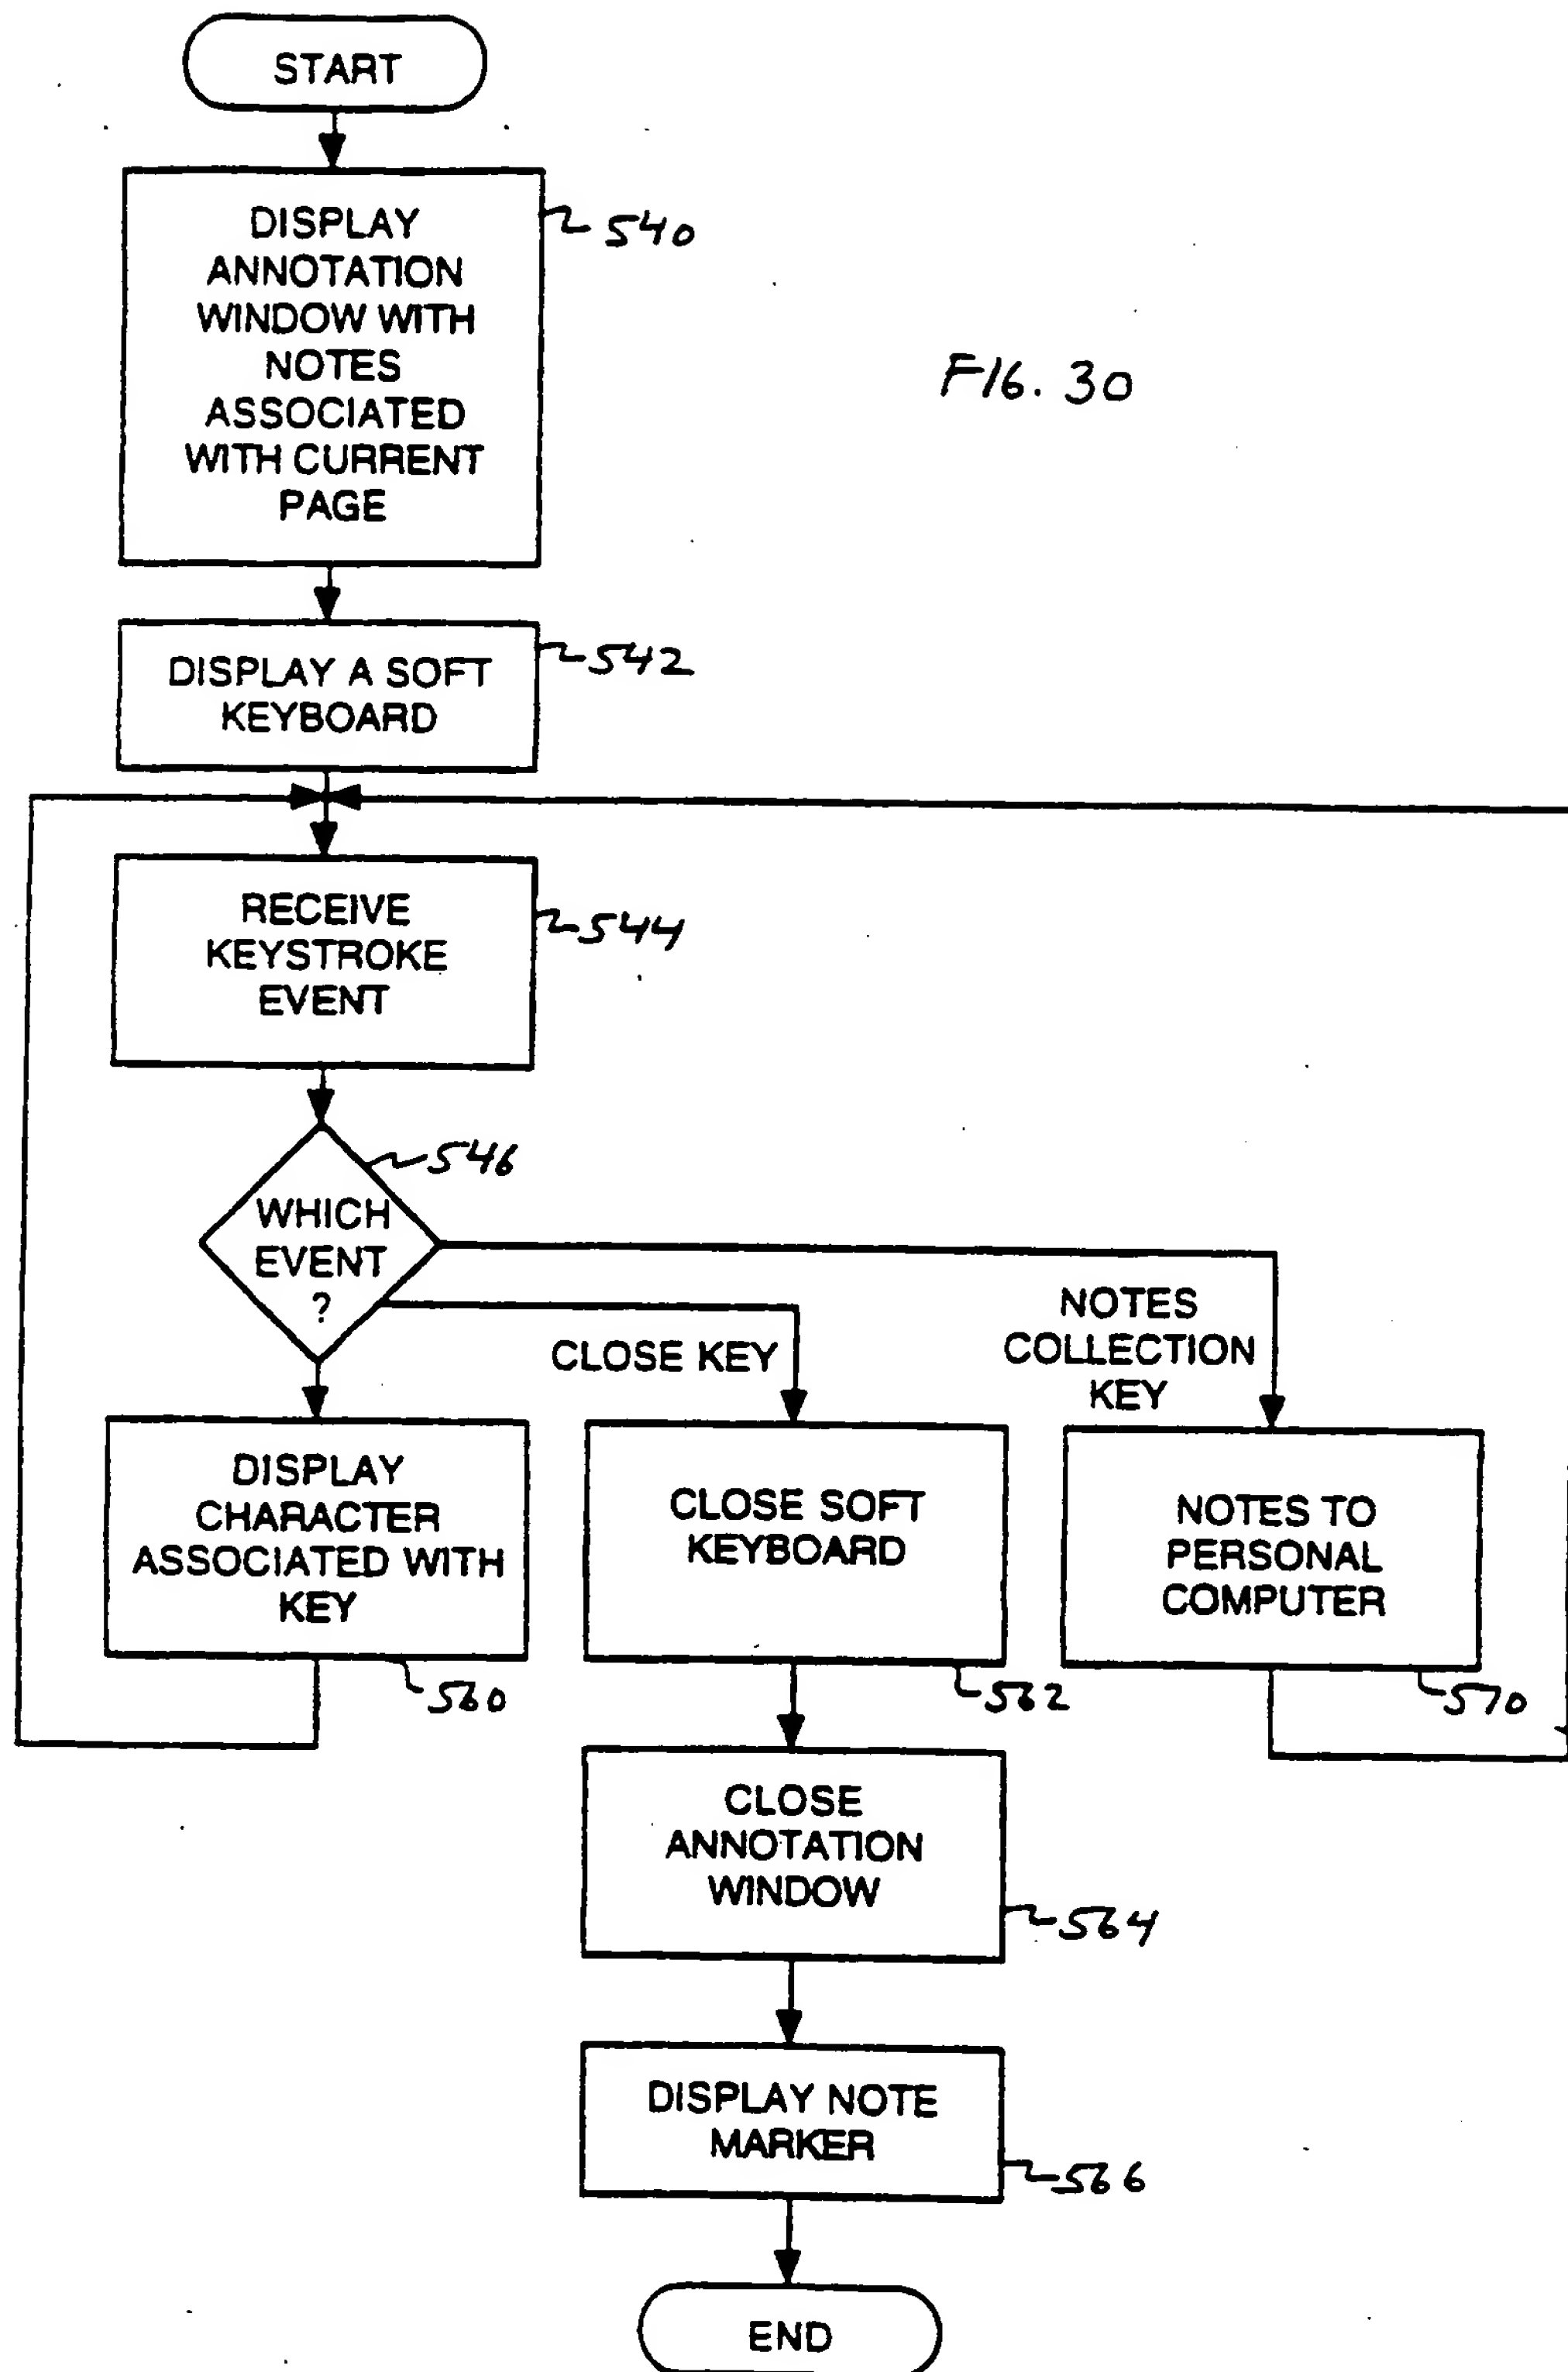 START
DISPLAY
ANNOTATION
WINDOW WITH
NOTES
ASSOCIATED
WITH CURRENT
PAGE
540
FIG. 30
DISPLAY A SOFT
KEYBOARD
542
RECEIVE
KEYSTROKE
EVENT
544
546
WHICH
EVENT
?
CLOSE KEY
NOTES
COLLECTION
KEY
DISPLAY
CHARACTER
ASSOCIATED WITH
KEY
560
CLOSE SOFT
KEYBOARD
562
NOTES TO
PERSONAL
COMPUTER
570
CLOSE
ANNOTATION
WINDOW
564
DISPLAY NOTE
MARKER
566
END